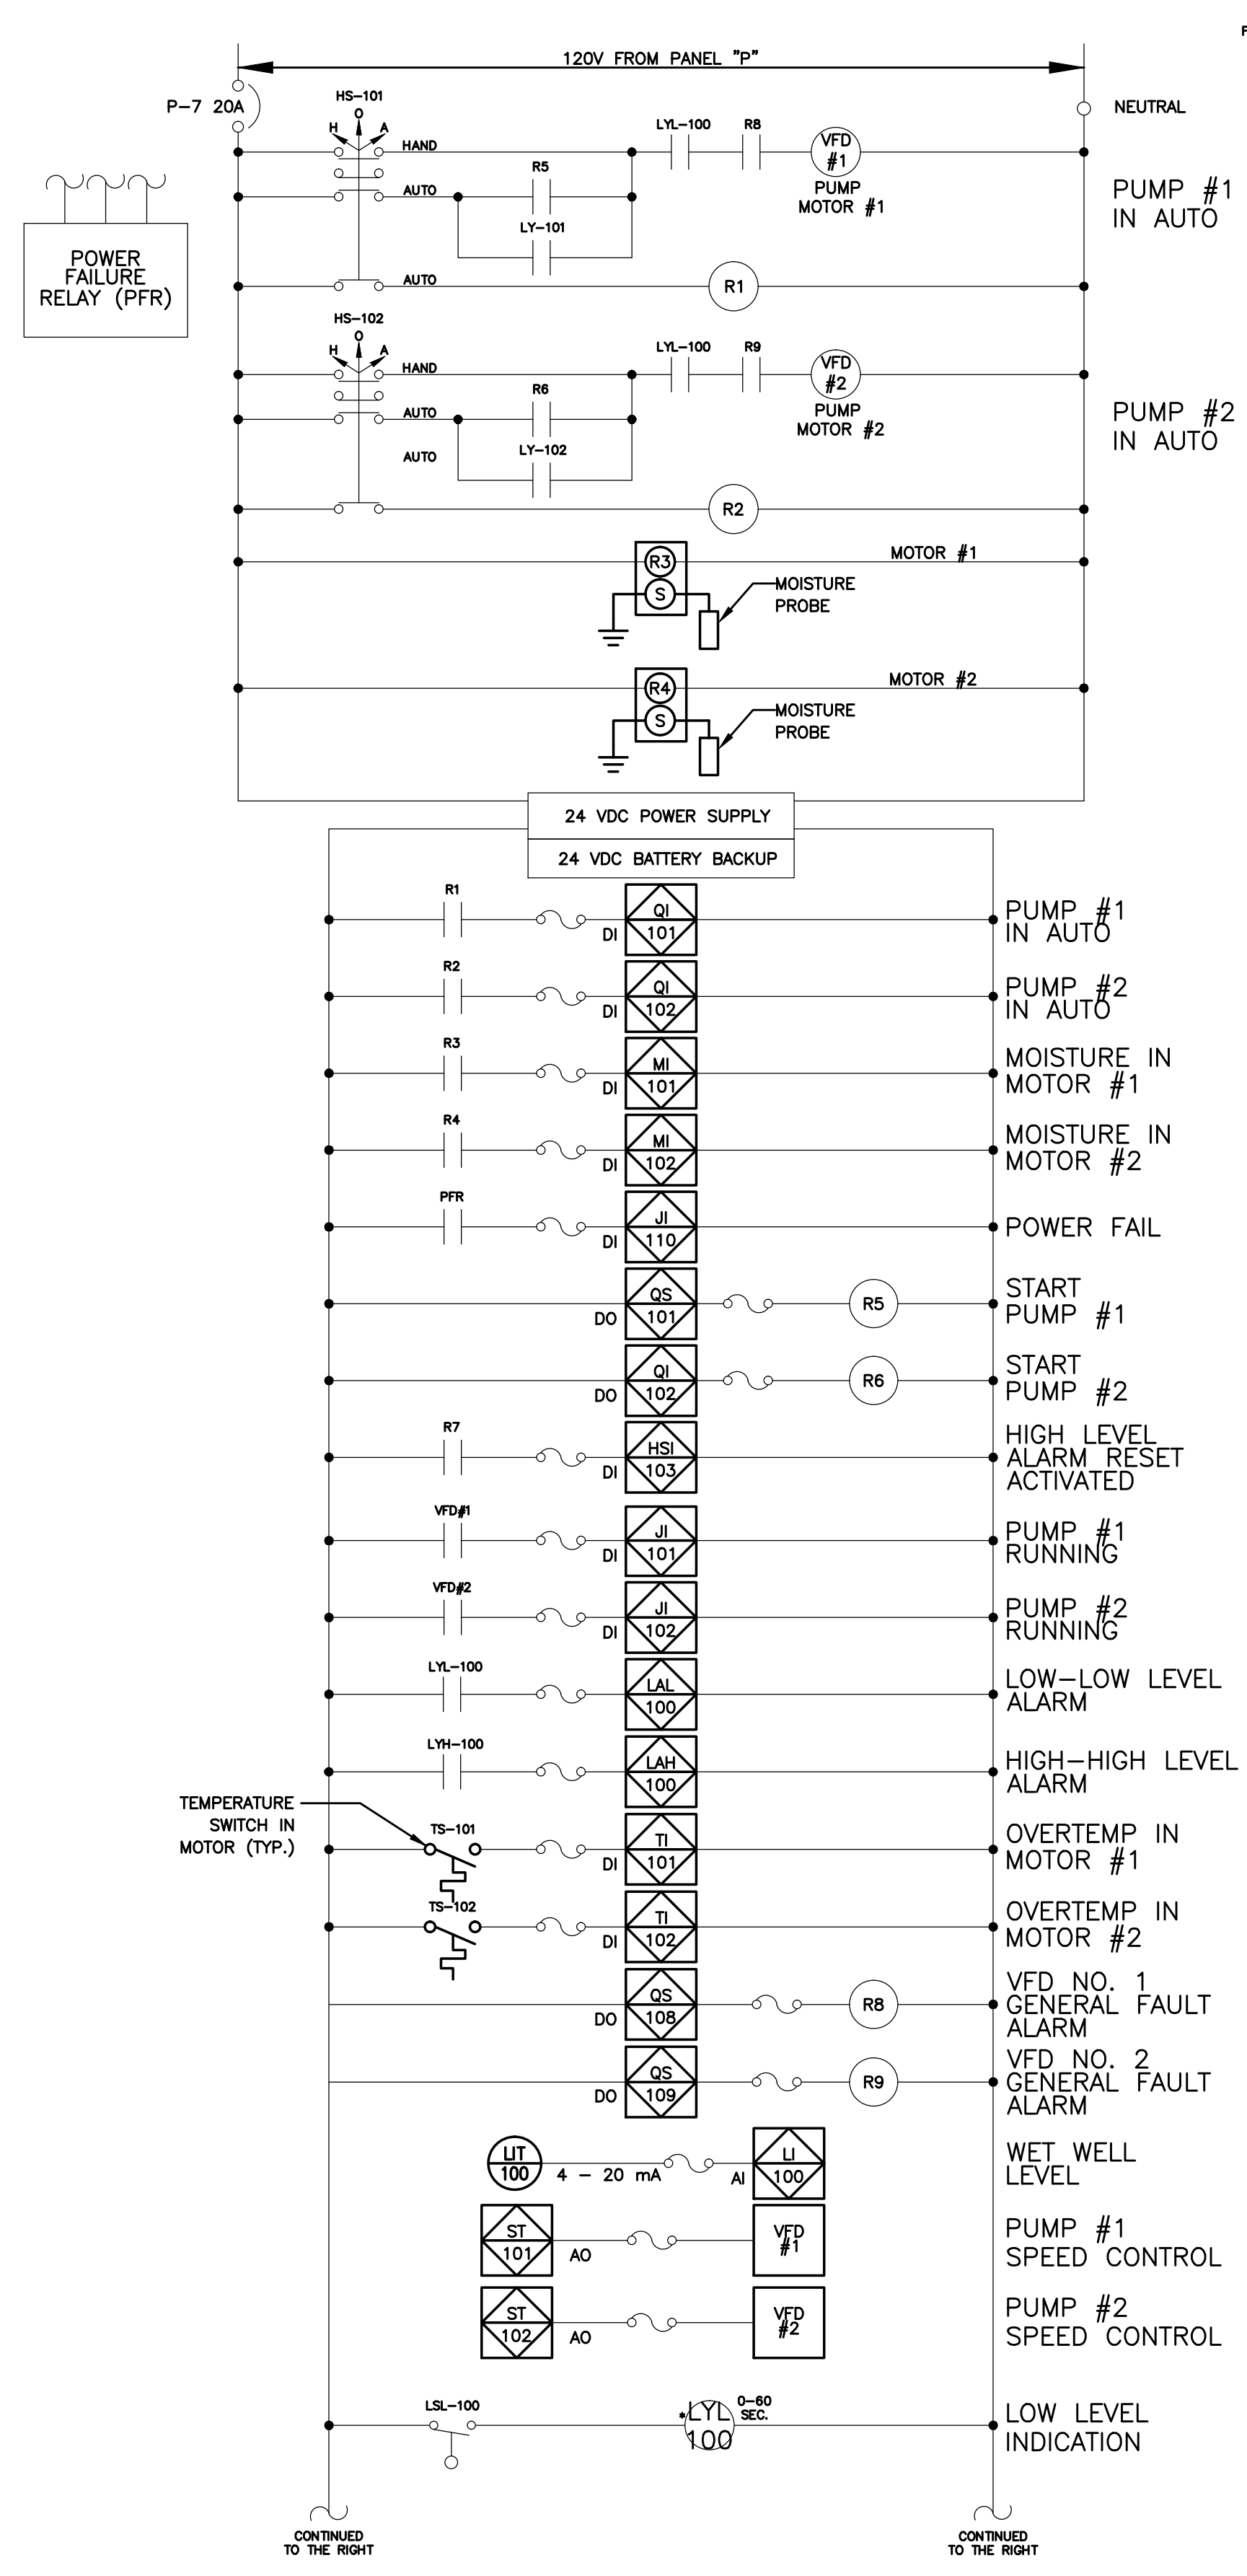 F
120V FROM PANEL "P"
P-7 20A
NEUTRAL
HS-101
O
H A
HAND
LYL-100
R8
VFD
#1
PUMP
MOTOR #1
PUMP #1
IN AUTO
R5
AUTO
LY-101
POWER
FAILURE
RELAY (PFR)
AUTO
R1
HS-102
O
H A
HAND
LYL-100
R9
VFD
#2
PUMP
MOTOR #2
PUMP #2
IN AUTO
R6
AUTO
LY-102
AUTO
R2
R3
S
MOTOR #1
MOISTURE
PROBE
R4
S
MOTOR #2
MOISTURE
PROBE
24 VDC POWER SUPPLY
24 VDC BATTERY BACKUP
R1
DI
QI
101
PUMP #1
IN AUTO
R2
DI
QI
102
PUMP #2
IN AUTO
R3
DI
MI
101
MOISTURE IN
MOTOR #1
R4
DI
MI
102
MOISTURE IN
MOTOR #2
PFR
DI
JI
110
POWER FAIL
DO
QS
101
R5
START
PUMP #1
DO
QI
102
R6
START
PUMP #2
R7
DI
HSI
103
HIGH LEVEL
ALARM RESET
ACTIVATED
VFD#1
DI
JI
101
PUMP #1
RUNNING
VFD#2
DI
JI
102
PUMP #2
RUNNING
LYL-100
LAL
100
LOW-LOW LEVEL
ALARM
LYH-100
LAH
100
HIGH-HIGH LEVEL
ALARM
TEMPERATURE
SWITCH IN
MOTOR (TYP.)
TS-101
DI
TI
101
OVERTEMP IN
MOTOR #1
TS-102
DI
TI
102
OVERTEMP IN
MOTOR #2
DO
QS
108
R8
VFD NO. 1
GENERAL FAULT
ALARM
DO
QS
109
R9
VFD NO. 2
GENERAL FAULT
ALARM
LIT
100
4 - 20 mA
AI
LI
100
WET WELL
LEVEL
ST
101
AO
VFD
#1
PUMP #1
SPEED CONTROL
ST
102
AO
VFD
#2
PUMP #2
SPEED CONTROL
LSL-100
*LYL
100
0-60
SEC.
LOW LEVEL
INDICATION
CONTINUED
TO THE RIGHT
CONTINUED
TO THE RIGHT